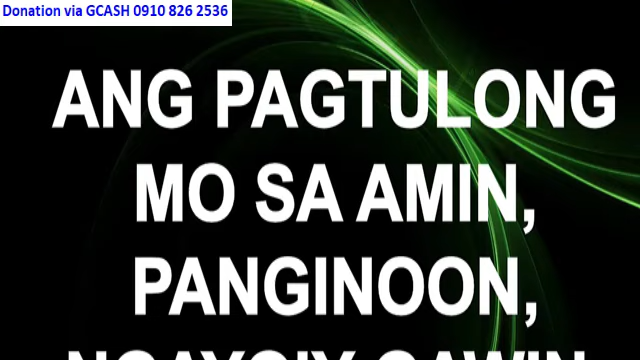 Donation via GCASH 0910 826 2536
ANG PAGTULONG
MO SA AMIN,
PANGINOON,